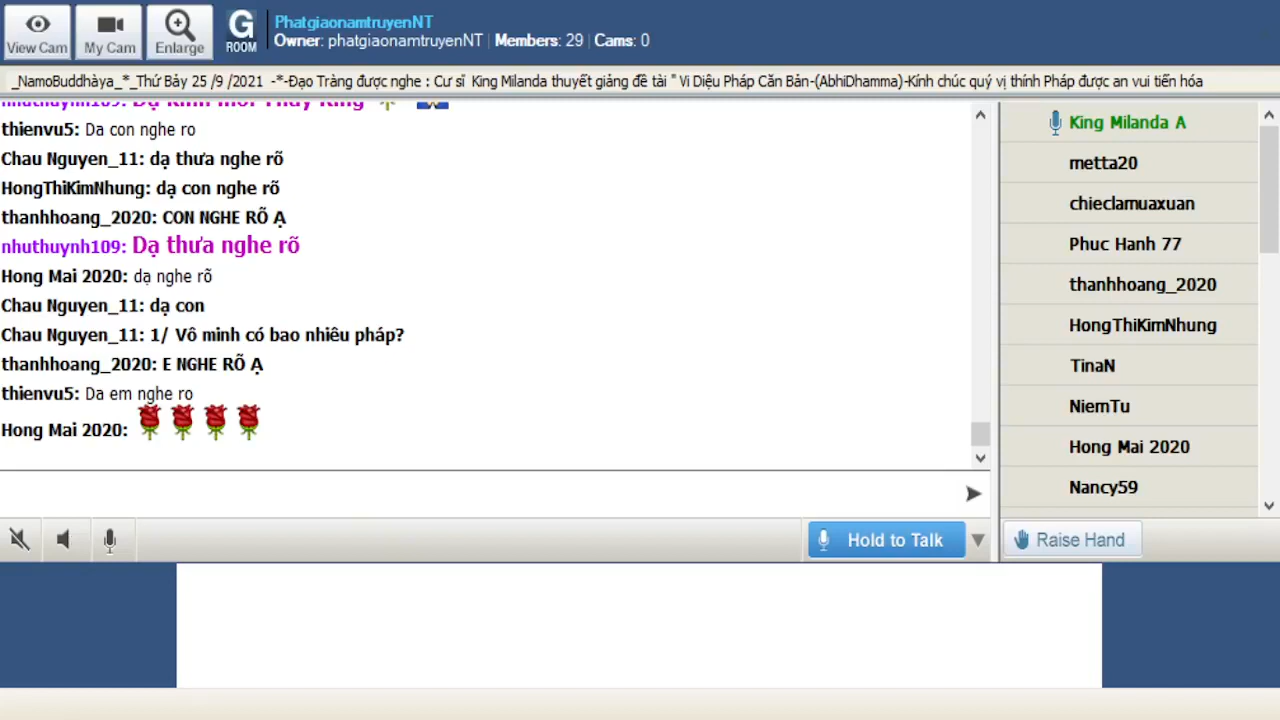 View Cam
My Cam
Enlarge
G
ROOM
PhatgiaonamtruyenNT
Owner: phatgiaonamtruyenNT | Members: 29 | Cams: 0
_NamoBuddhàya_*_Thứ Bảy 25 /9 /2021 -*-Đạo Tràng được nghe : Cư sĩ King Milanda thuyết giảng đề tài " Vi Diệu Pháp Căn Bản-(AbhiDhamma)-Kính chúc quý vị thính Pháp được an vui tiến hóa
thienvu5: Da con nghe ro
Chau Nguyen_11: dạ thưa nghe rõ
HongThiKimNhung: dạ con nghe rõ
thanhhoang_2020: CON NGHE RÕ Ạ
nhuthuynh109: Dạ thưa nghe rõ
Hong Mai 2020: dạ nghe rõ
Chau Nguyen_11: dạ con
Chau Nguyen_11: 1/ Vô minh có bao nhiêu pháp?
thanhhoang_2020: E NGHE RÕ Ạ
thienvu5: Da em nghe ro
Hong Mai 2020:
King Milanda A
metta20
chieclamuaxuan
Phuc Hanh 77
thanhhoang_2020
HongThiKimNhung
TinaN
NiemTu
Hong Mai 2020
Nancy59
Hold to Talk
Raise Hand